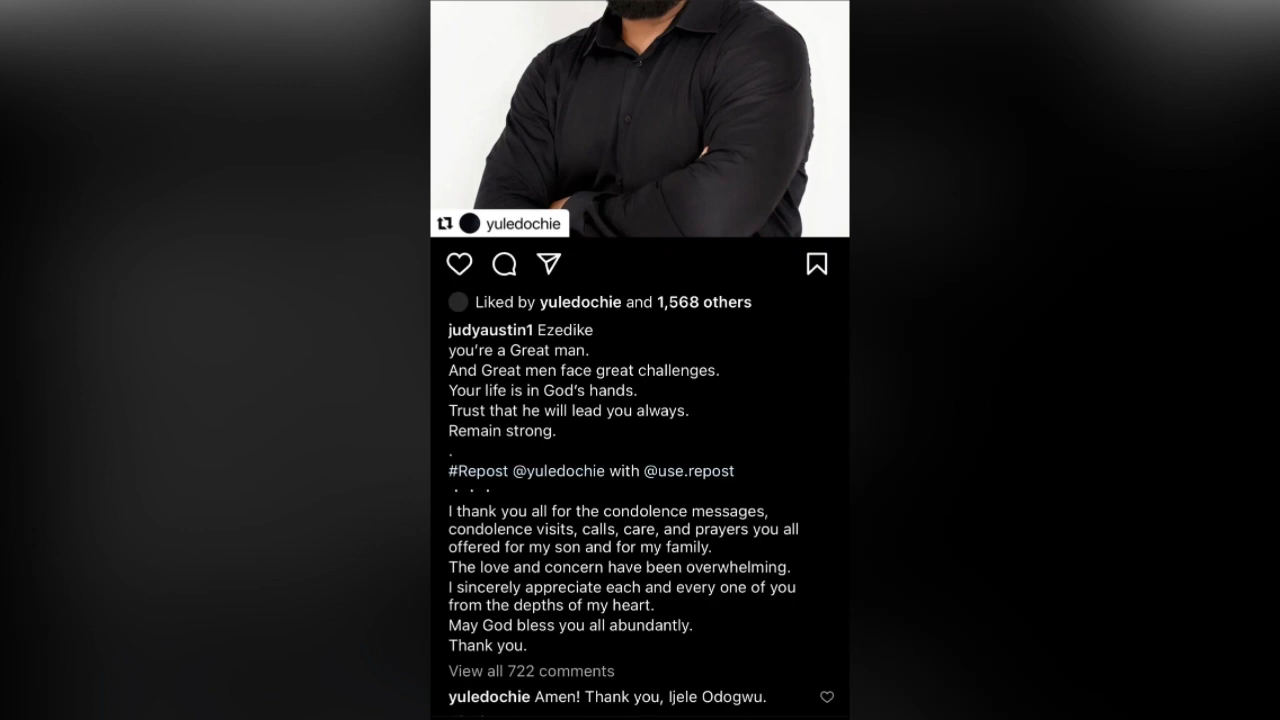 yuledochie
Liked by yuledochie and 1,568 others
judyaustin1 Ezedike
you're a Great man.
And Great men face great challenges.
Your life is in God's hands.
Trust that he will lead you always.
Remain strong.
.
#Repost @yuledochie with @use.repost
・・・
I thank you all for the condolence messages,
condolence visits, calls, care, and prayers you all
offered for my son and for my family.
The love and concern have been overwhelming.
I sincerely appreciate each and every one of you
from the depths of my heart.
May God bless you all abundantly.
Thank you.
View all 722 comments
yuledochie Amen! Thank you, Ijele Odogwu.